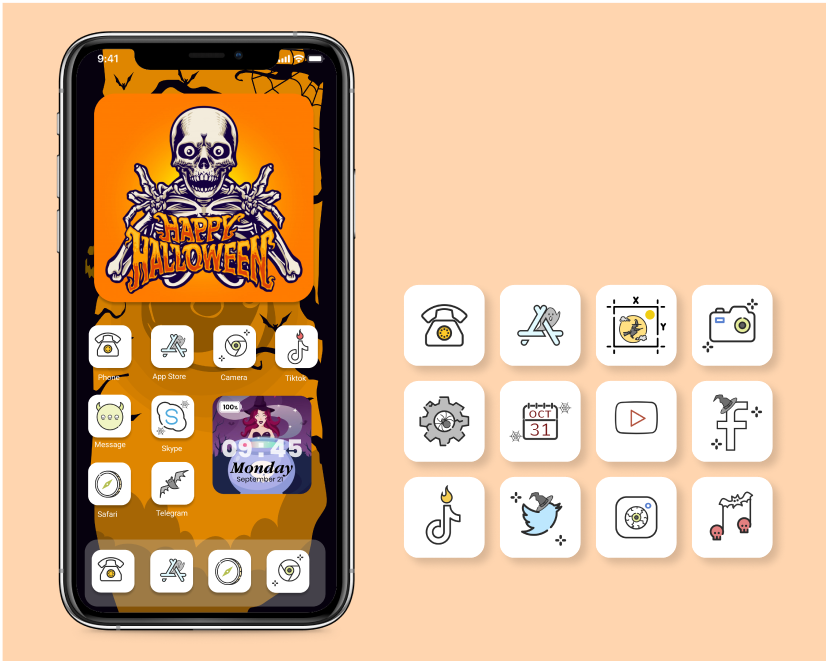 9:41
HAPPY
HALLOWEEN
Phone
App Store
Camera
Tiktok
Message
Skype
100%
09:45
Monday
September 21
Safari
Telegram
X
Y
OCT
31